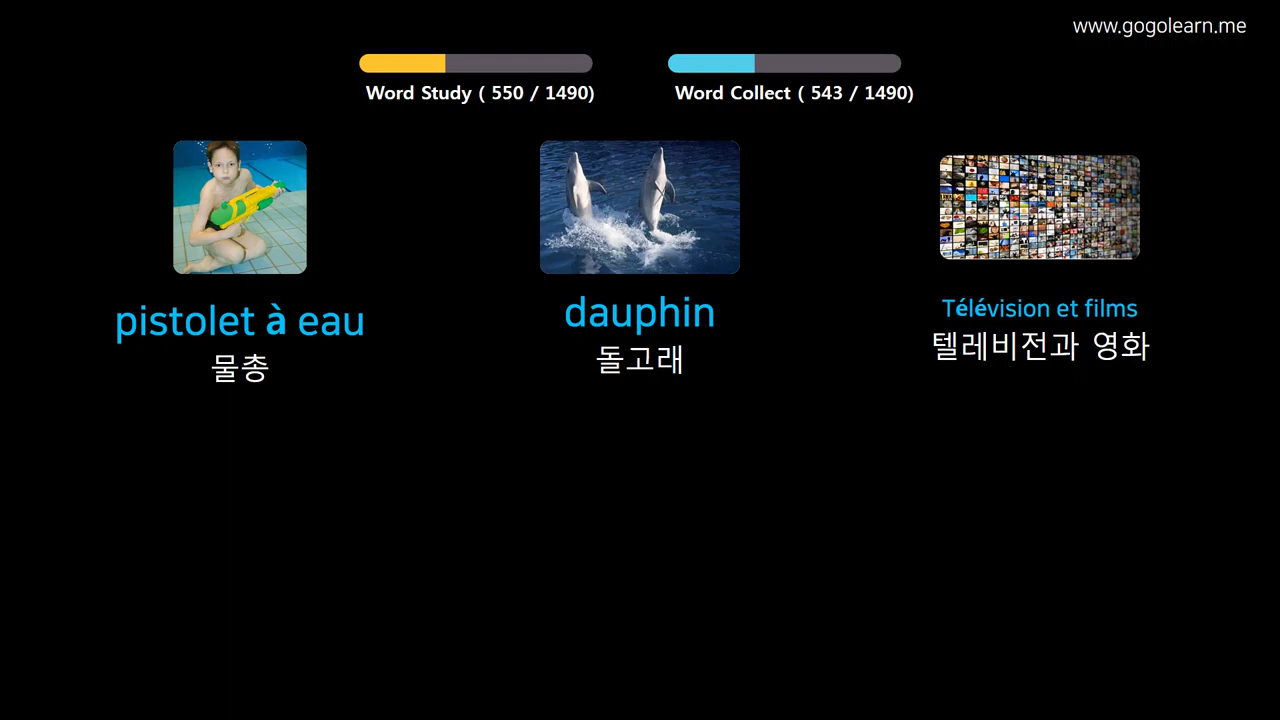 www.gogolearn.me
Word Study ( 550 / 1490)
Word Collect ( 543 / 1490)
pistolet à eau
물총
dauphin
돌고래
Télévision et films
텔레비전과 영화